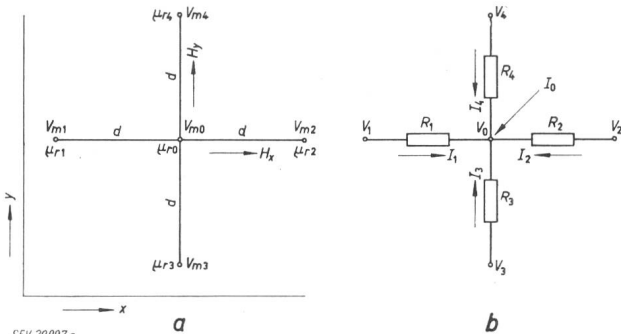 μr4 Vm4
Hy
d
Vm1 d Vm0 d Vm2
μr1 μr0 Hx μr2
d
μr3 Vm3
y
x
a
V4
R4
I4
I0
V1 R1 V0 R2 V2
I1 I2
I3
R3
V3
b